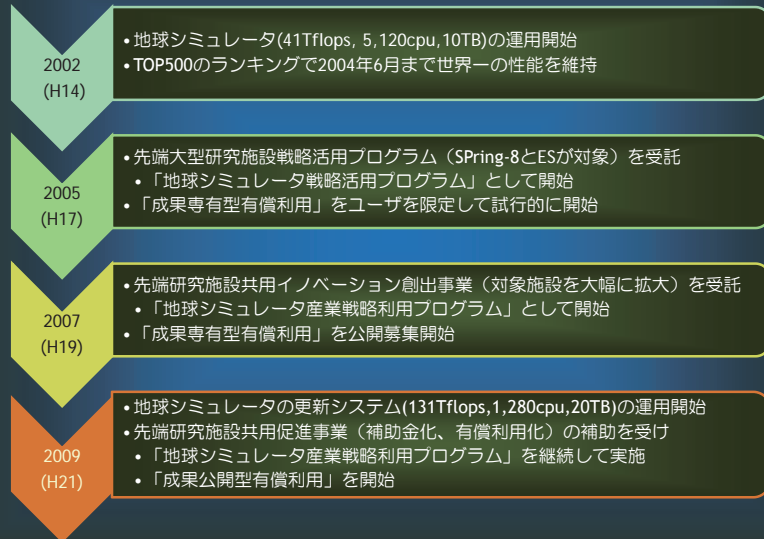 2002
(H14)
• 地球シミュレータ(41Tflops, 5,120cpu,10TB)の運用開始
• TOP500のランキングで2004年6月まで世界一の性能を維持
2005
(H17)
• 先端大型研究施設戦略活用プログラム（SPring-8とESが対象）を受託
• 「地球シミュレータ戦略活用プログラム」として開始
• 「成果専有型有償利用」をユーザを限定して試行的に開始
2007
(H19)
• 先端研究施設共用イノベーション創出事業（対象施設を大幅に拡大）を受託
• 「地球シミュレータ産業戦略利用プログラム」として開始
• 「成果専有型有償利用」を公開募集開始
2009
(H21)
• 地球シミュレータの更新システム(131Tflops,1,280cpu,20TB)の運用開始
• 先端研究施設共用促進事業（補助金化、有償利用化）の補助を受け
• 「地球シミュレータ産業戦略利用プログラム」を継続して実施
• 「成果公開型有償利用」を開始